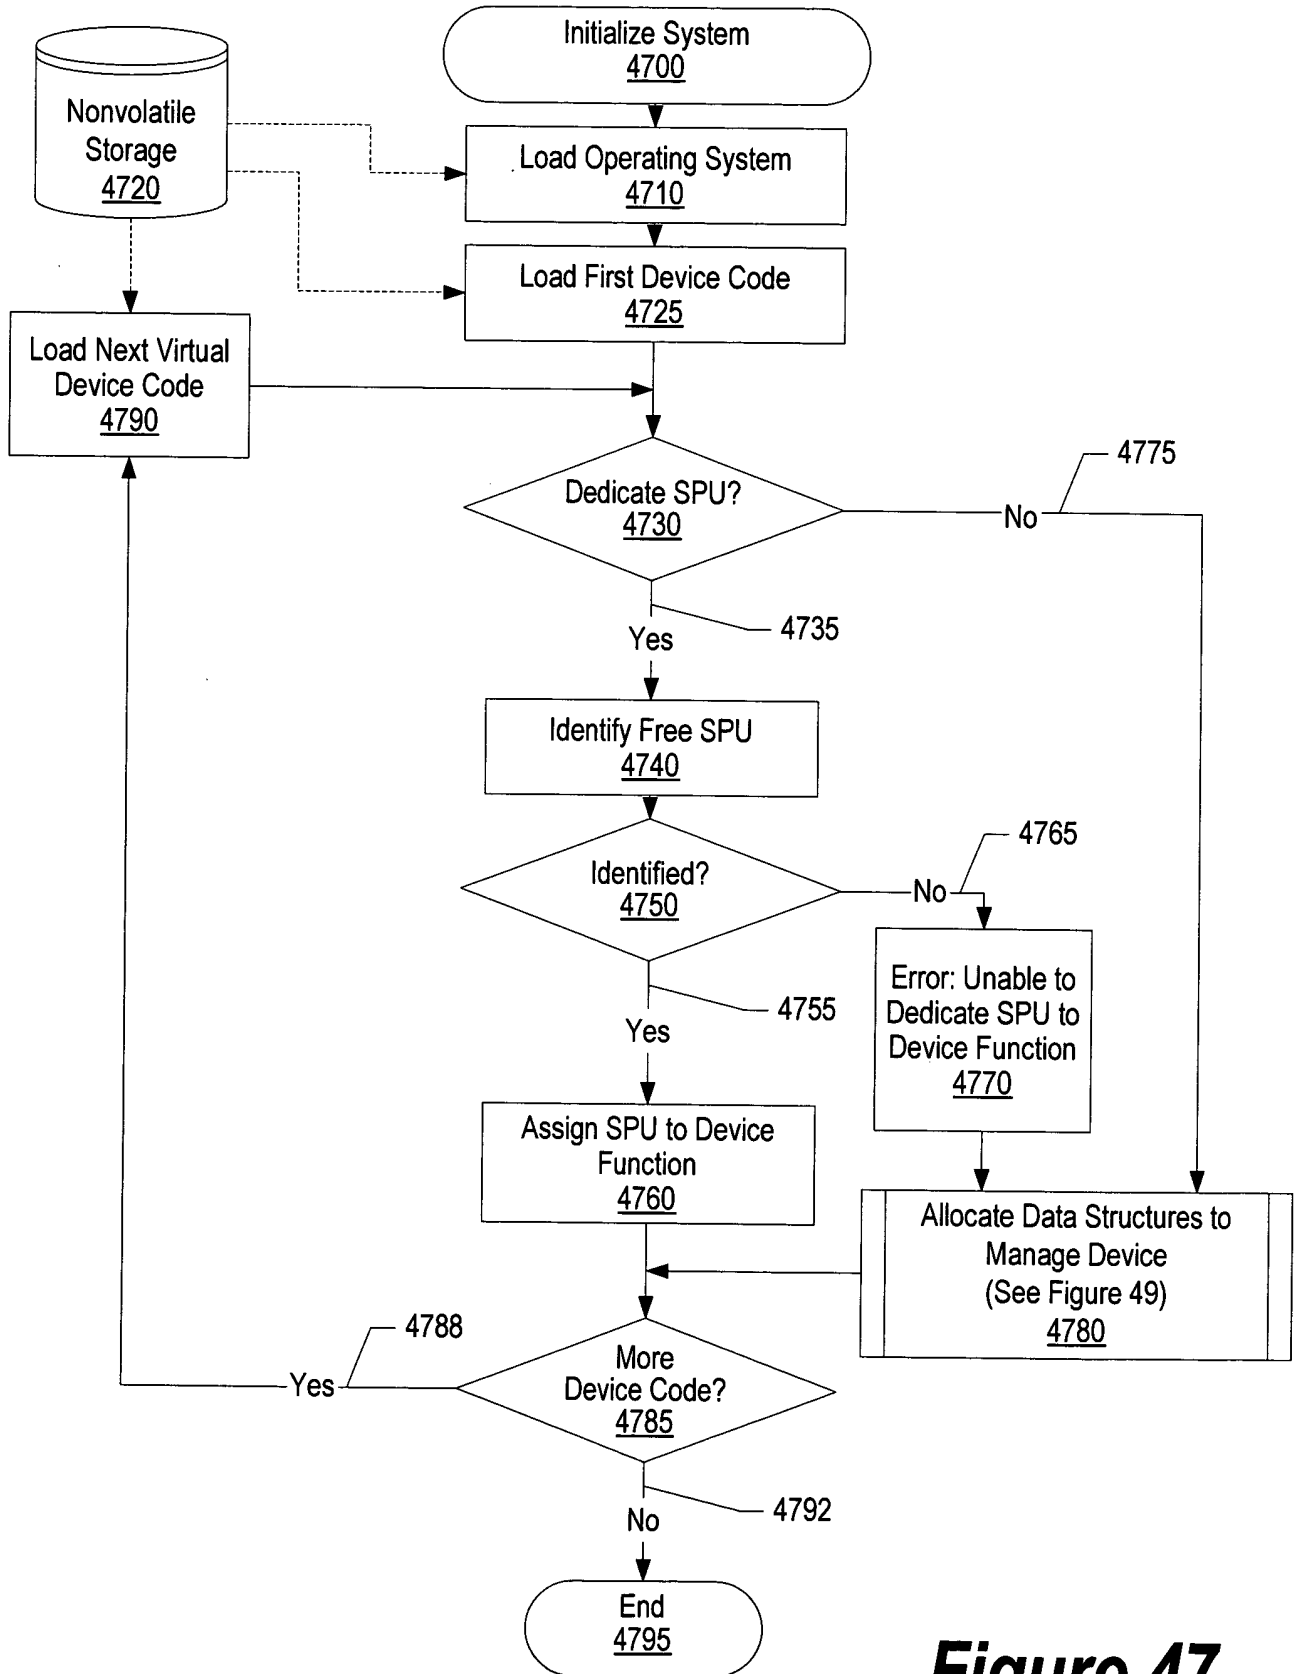 Initialize System
4700
Nonvolatile
Storage
4720
Load Operating System
4710
Load First Device Code
4725
Load Next Virtual
Device Code
4790
Dedicate SPU?
4730
4775
No
4735
Yes
Identify Free SPU
4740
Identified?
4750
4765
No
Error: Unable to
Dedicate SPU to
Device Function
4770
4755
Yes
Assign SPU to Device
Function
4760
Allocate Data Structures to
Manage Device
(See Figure 49)
4780
4788
Yes
More
Device Code?
4785
4792
No
End
4795
Figure 47